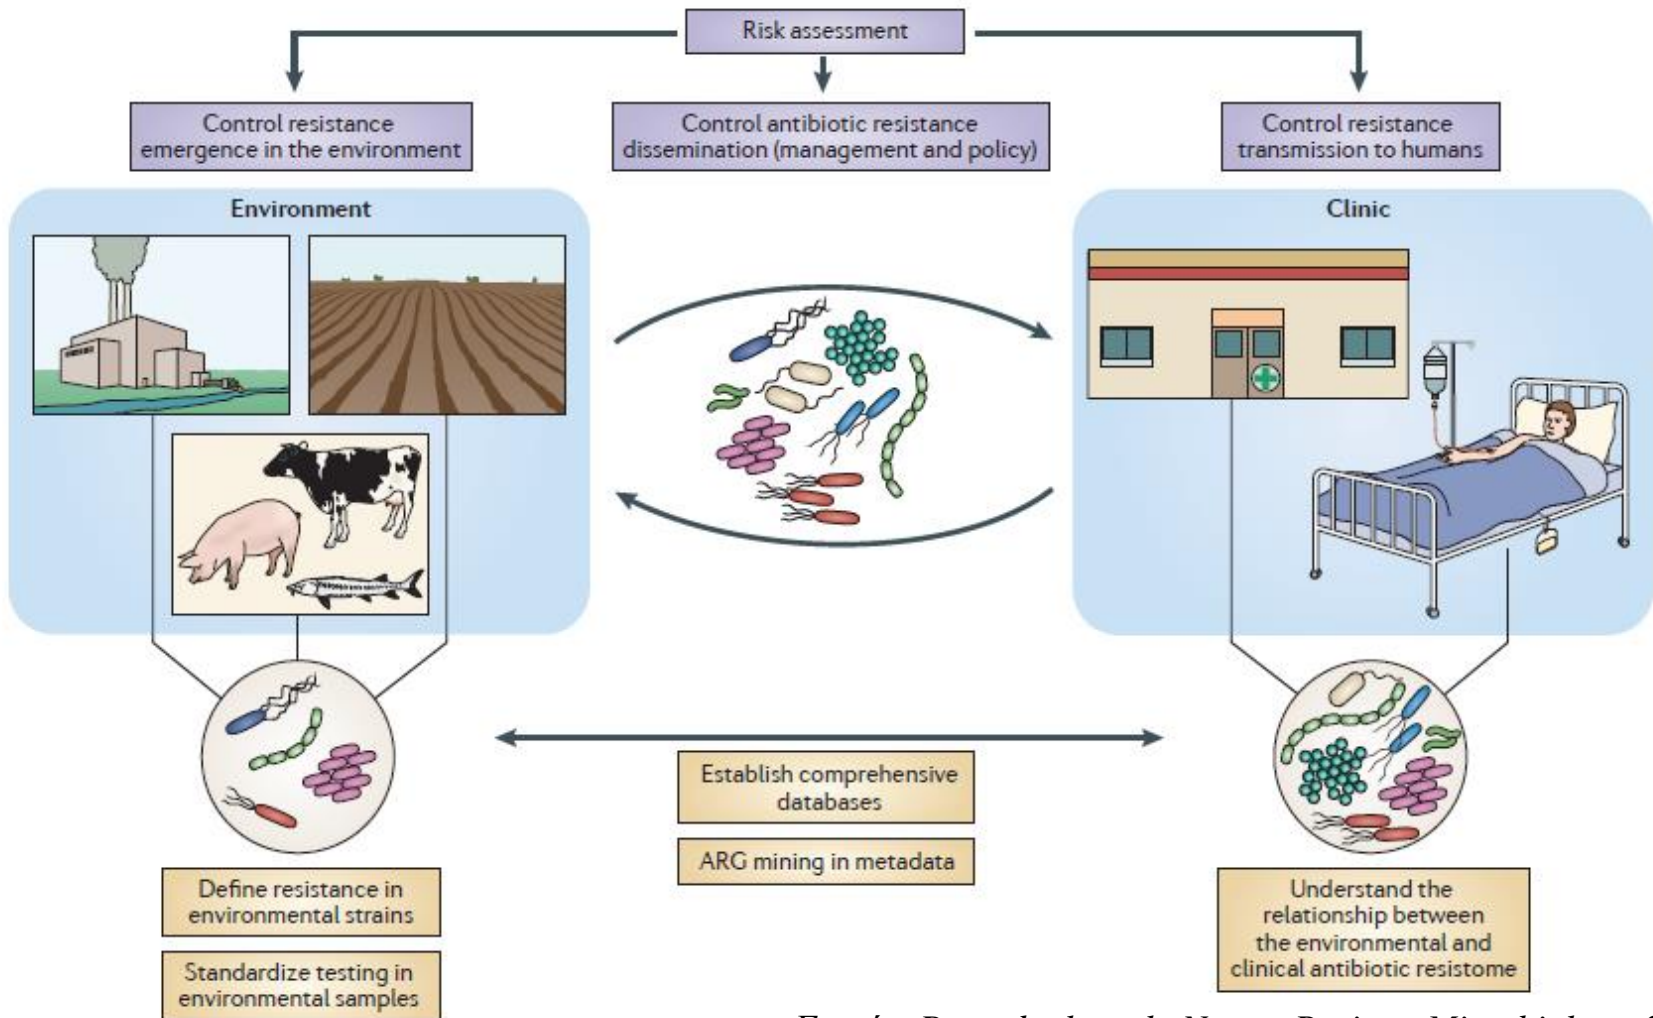 Risk assessment
Control resistance
emergence in the environment
Control antibiotic resistance
dissemination (management and policy)
Control resistance
transmission to humans
Environment
Clinic
Establish comprehensive
databases
ARG mining in metadata
Define resistance in
environmental strains
Standardize testing in
environmental samples
Understand the
relationship between
the environmental and
clinical antibiotic resistome